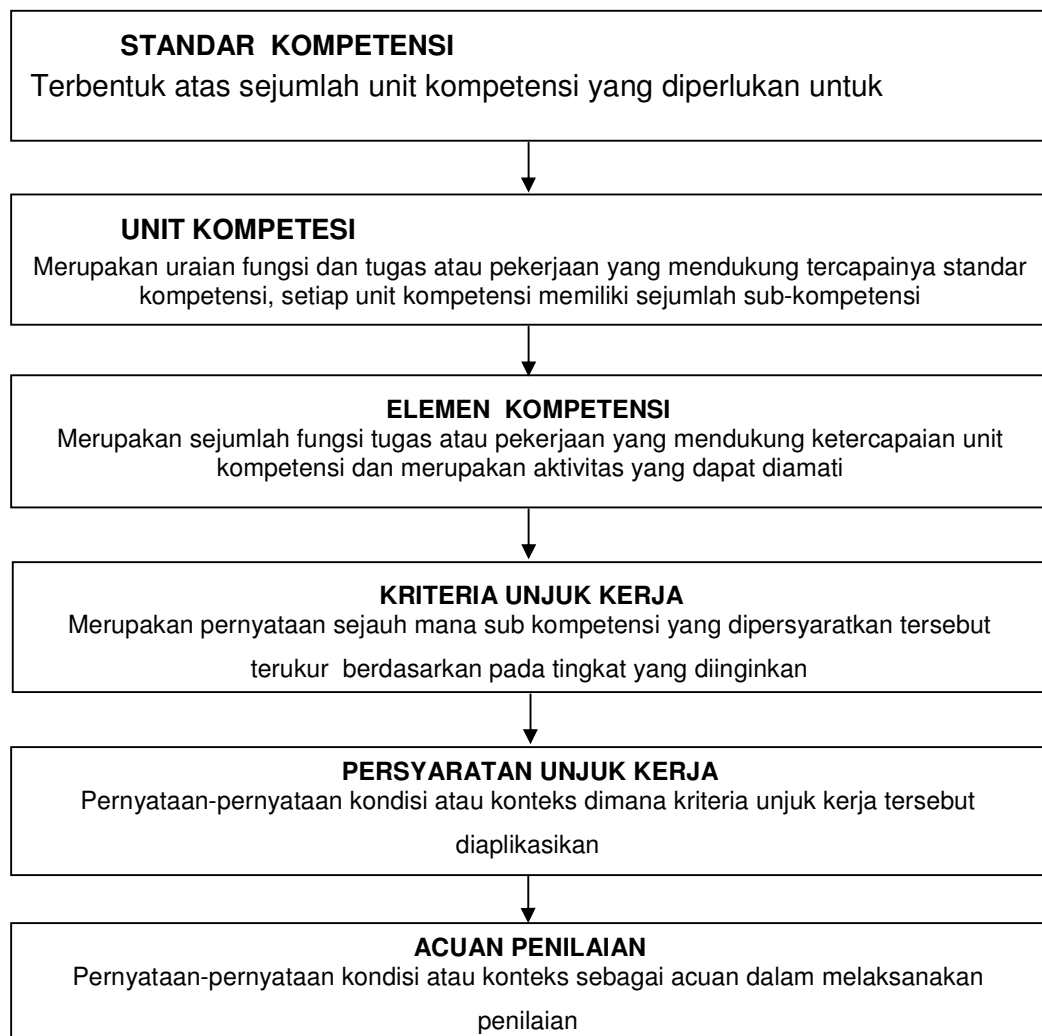 STANDAR KOMPETENSI
Terbentuk atas sejumlah unit kompetensi yang diperlukan untuk
UNIT KOMPETESI
Merupakan uraian fungsi dan tugas atau pekerjaan yang mendukung tercapainya standar
kompetensi, setiap unit kompetensi memiliki sejumlah sub-kompetensi
ELEMEN KOMPETENSI
Merupakan sejumlah fungsi tugas atau pekerjaan yang mendukung ketercapaian unit
kompetensi dan merupakan aktivitas yang dapat diamati
KRITERIA UNJUK KERJA
Merupakan pernyataan sejauh mana sub kompetensi yang dipersyaratkan tersebut
terukur berdasarkan pada tingkat yang diinginkan
PERSYARATAN UNJUK KERJA
Pernyataan-pernyataan kondisi atau konteks dimana kriteria unjuk kerja tersebut
diaplikasikan
ACUAN PENILAIAN
Pernyataan-pernyataan kondisi atau konteks sebagai acuan dalam melaksanakan
penilaian